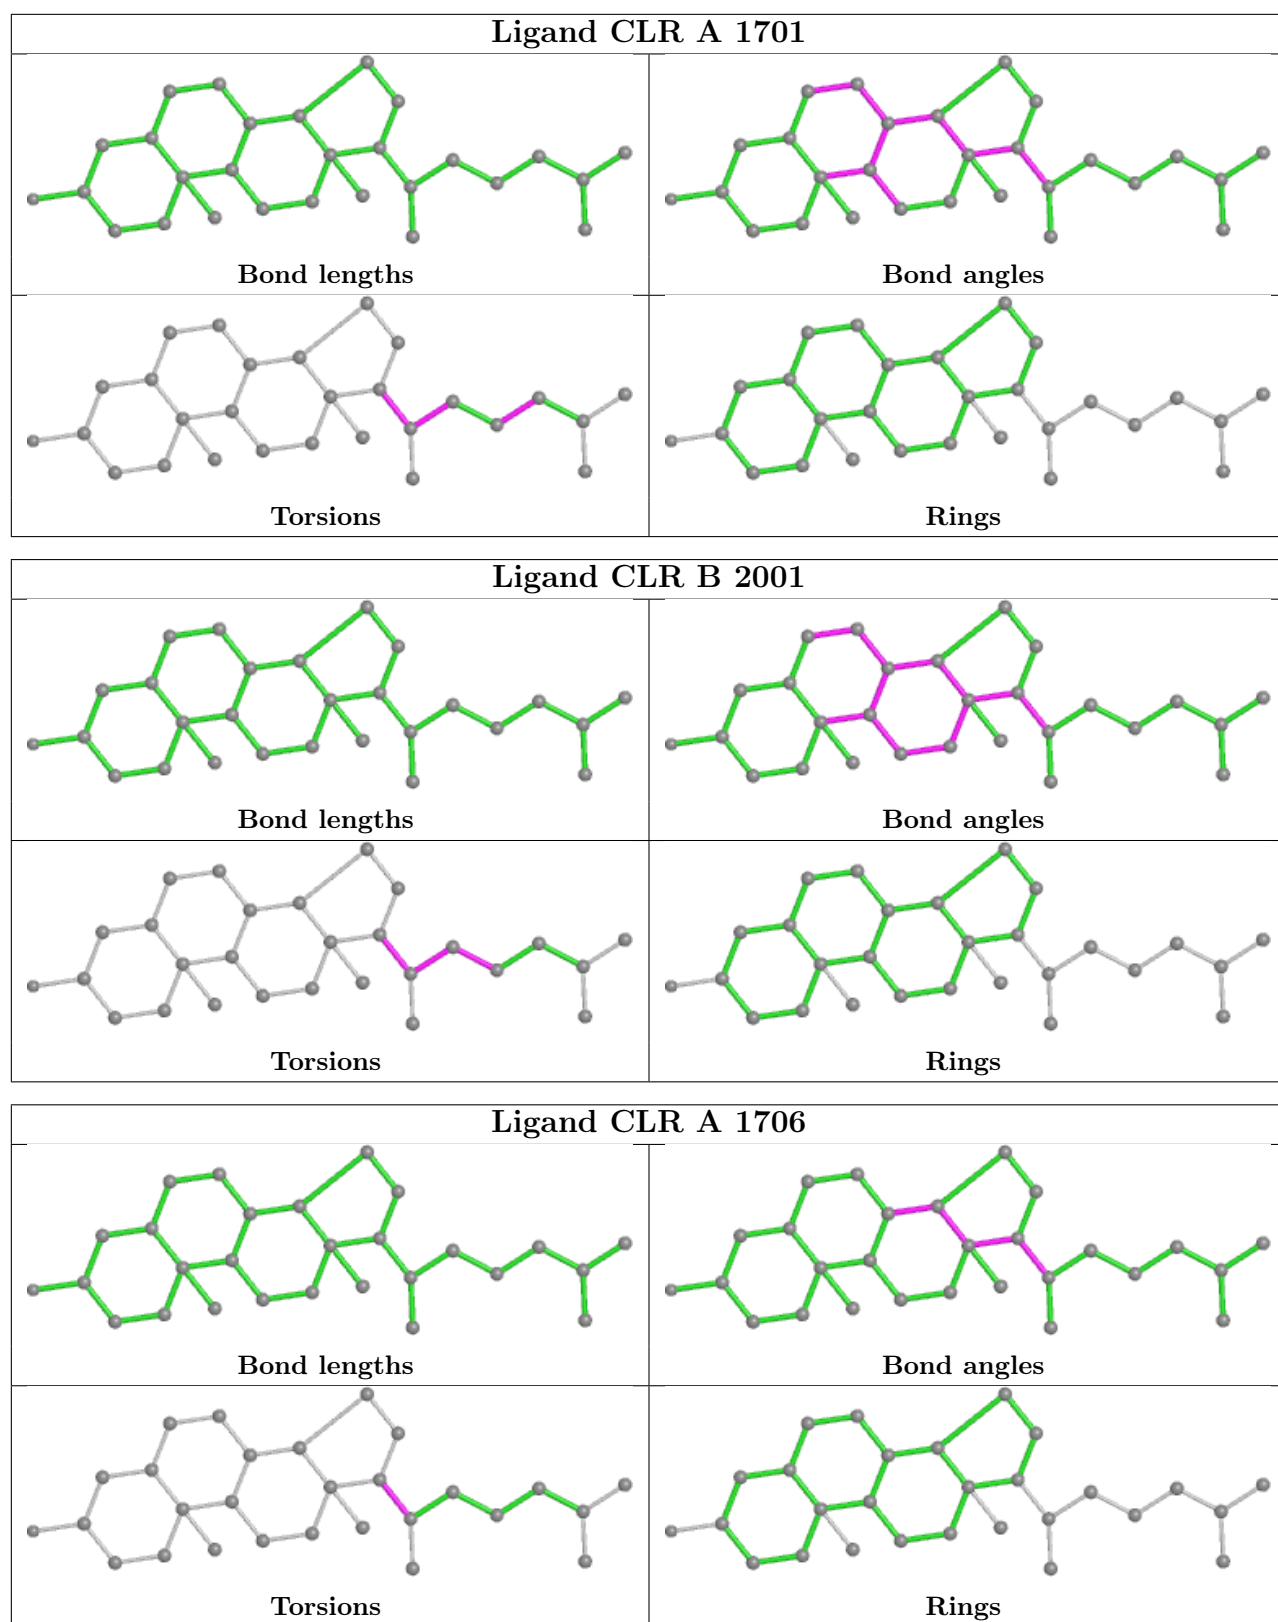 Ligand CLR A 1701
Bond lengths
Bond angles
Torsions
Rings
Ligand CLR B 2001
Bond lengths
Bond angles
Torsions
Rings
Ligand CLR A 1706
Bond lengths
Bond angles
Torsions
Rings